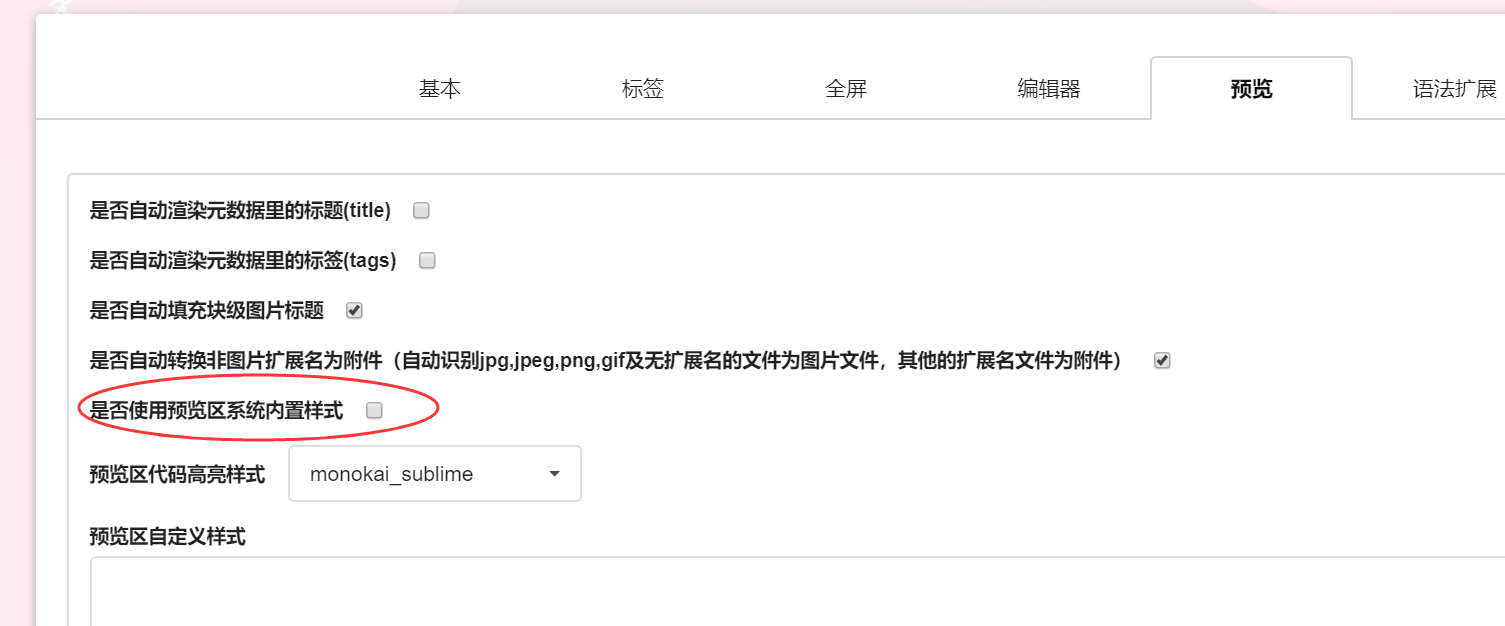 基本 标签 全屏 编辑器 预览 语法扩展
是否自动渲染元数据里的标题(title)
是否自动渲染元数据里的标签(tags)
是否自动填充块级图片标题
是否自动转换非图片扩展名为附件（自动识别jpg,jpeg,png,gif及无扩展名的文件为图片文件，其他的扩展名文件为附件）
是否使用预览区系统内置样式
预览区代码高亮样式 monokai_sublime
预览区自定义样式